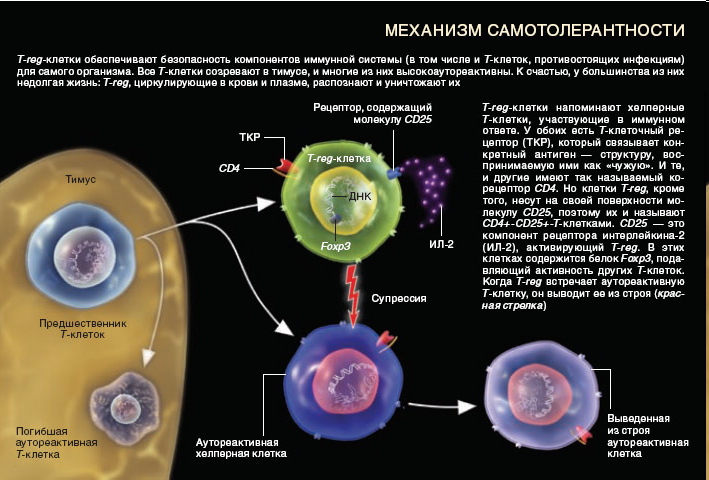 МЕХАНИЗМ САМОТОЛЕРАНТНОСТИ
T-reg-клетки обеспечивают безопасность компонентов иммунной системы (в том числе и Т-клеток, противостоящих инфекциям)
для самого организма. Все Т-клетки созревают в тимусе, и многие из них высокоаутореактивны. К счастью, у большинства из них
недолгая жизнь: T-reg, циркулирующие в крови и плазме, распознают и уничтожают их
Рецептор, содержащий
молекулу CD25
ТКР
CD4
T-reg-клетка
ДНК
Foxp3
ИЛ-2
T-reg-клетки напоминают хелперные
Т-клетки, участвующие в иммунном
ответе. У обоих есть Т-клеточный ре-
цептор (ТКР), который связывает кон-
кретный антиген — структуру, вос-
принимаемую ими как «чужую». И те,
и другие имеют так называемый ко-
рецептор CD4. Но клетки T-reg, кроме
того, несут на своей поверхности мо-
лекулу CD25, поэтому их и называют
CD4+-CD25+-Т-клетками. CD25 — это
компонент рецептора интерлейкина-2
(ИЛ-2), активирующий T-reg. В этих
клетках содержится белок Foxp3, пода-
вляющий активность других Т-клеток.
Когда T-reg встречает аутореактивную
Т-клетку, он выводит ее из строя (крас-
ная стрелка)
Тимус
Предшественник
Т-клеток
Погибшая
аутореактивная
Т-клетка
Супрессия
Аутореактивная
хелперная клетка
Выведенная
из строя
аутореактивная
клетка